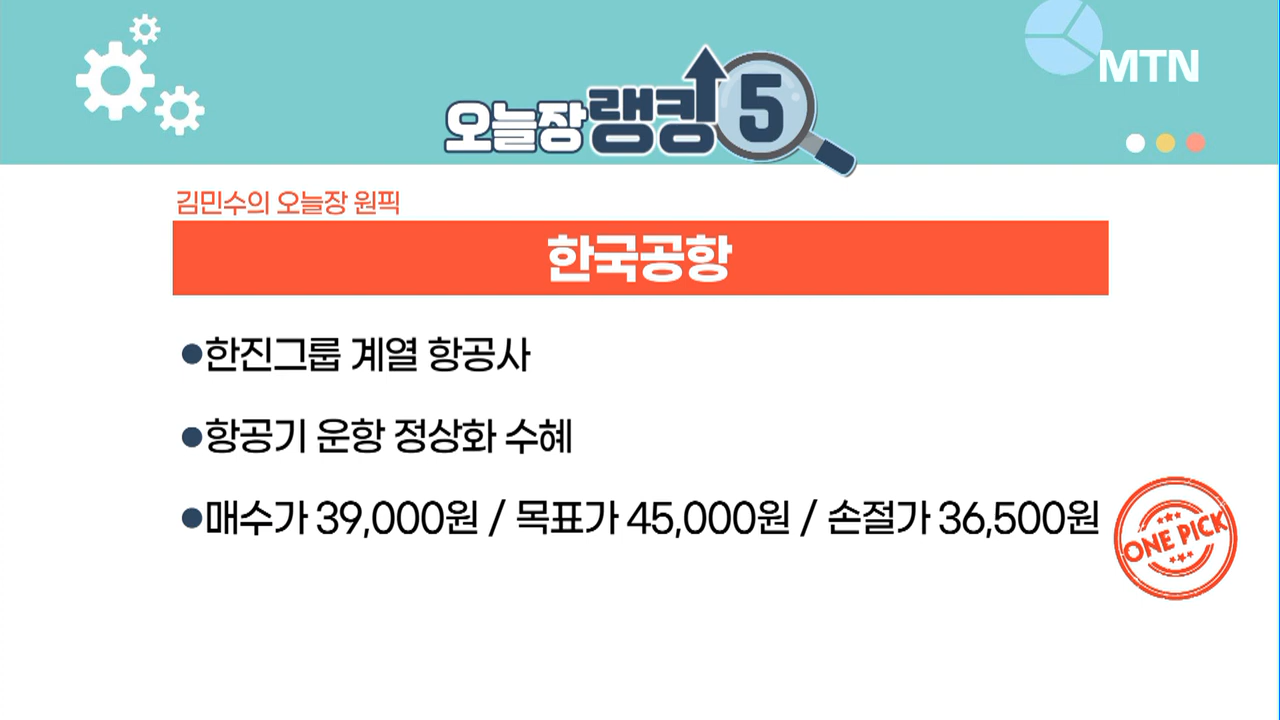 MTN
오늘장 랭킹 5
김민수의 오늘장 원픽
한국공항
●한진그룹 계열 항공사
●항공기 운항 정상화 수혜
●매수가 39,000원 / 목표가 45,000원 / 손절가 36,500원
ONE PICK